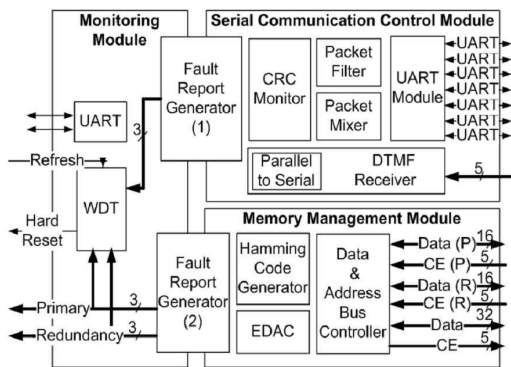 Monitoring
Module
Serial Communication Control Module
Fault
Report
Generator
(1)
CRC
Monitor
Packet
Filter
Packet
Mixer
UART
Module
UART
UART
UART
UART
UART
UART
UART
UART
3
Refresh
WDT
Hard
Reset
Parallel
to Serial
DTMF
Receiver
5
Memory Management Module
Fault
Report
Generator
(2)
Hamming
Code
Generator
EDAC
Data
&
Address
Bus
Controller
Data (P) 16
CE (P) 5
Data (R) 16
CE (R) 5
Data 32
CE 5
Primary 3
Redundancy 3